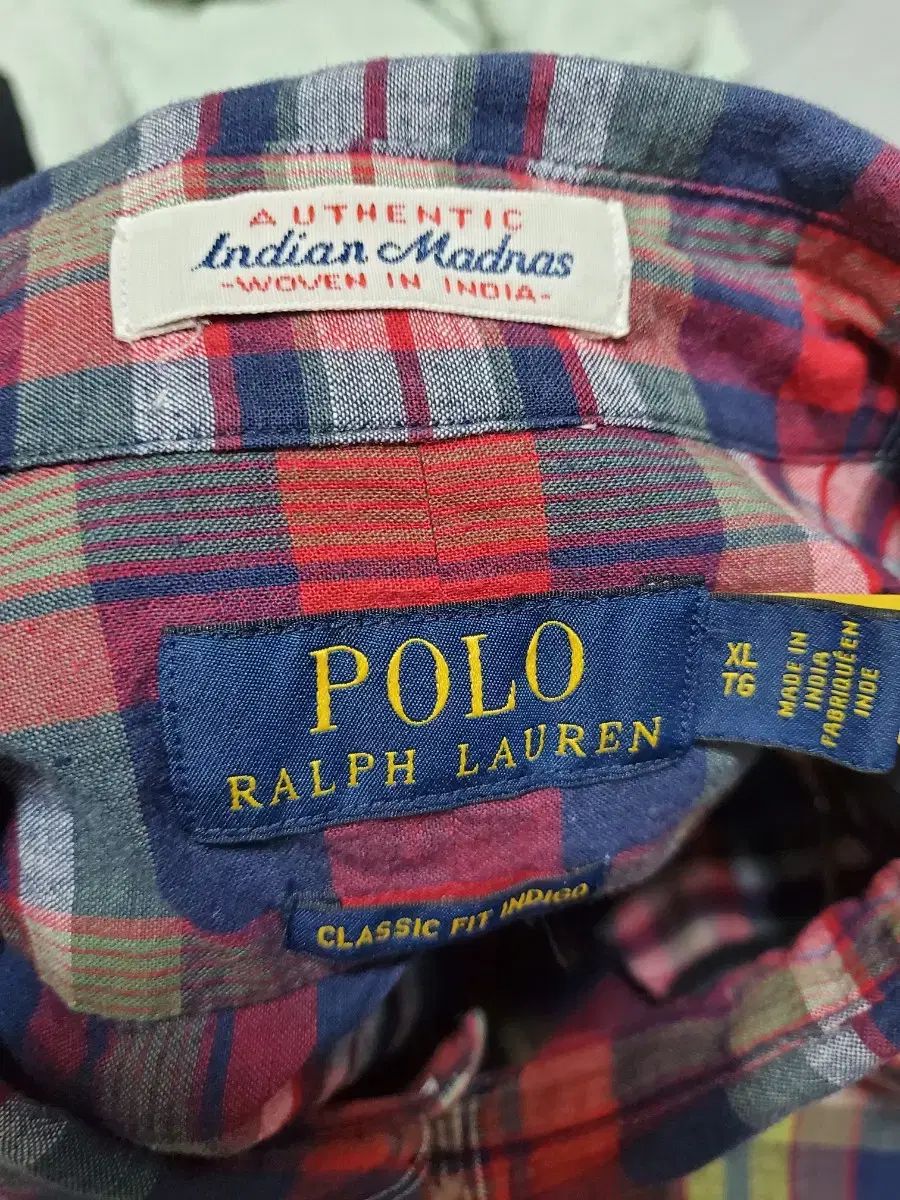 AUTHENTIC
Indian Madras
-WOVEN IN INDIA-
POLO
RALPH LAUREN
XL
TG
MADE IN
INDIA
FABRIQUÉ EN
INDE
CLASSIC FIT INDIGO